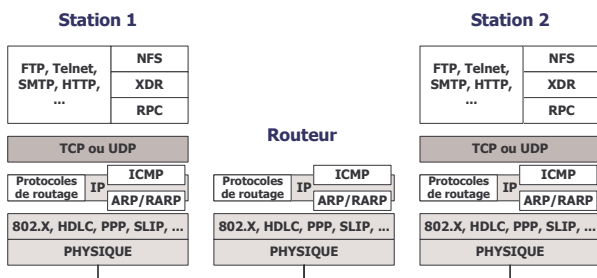 Station 1
FTP, Telnet,
SMTP, HTTP,
...
NFS
XDR
RPC
TCP ou UDP
Protocoles
de routage
IP
ICMP
ARP/RARP
802.X, HDLC, PPP, SLIP, ...
PHYSIQUE
Routeur
Protocoles
de routage
IP
ICMP
ARP/RARP
802.X, HDLC, PPP, SLIP, ...
PHYSIQUE
Station 2
FTP, Telnet,
SMTP, HTTP,
...
NFS
XDR
RPC
TCP ou UDP
Protocoles
de routage
IP
ICMP
ARP/RARP
802.X, HDLC, PPP, SLIP, ...
PHYSIQUE